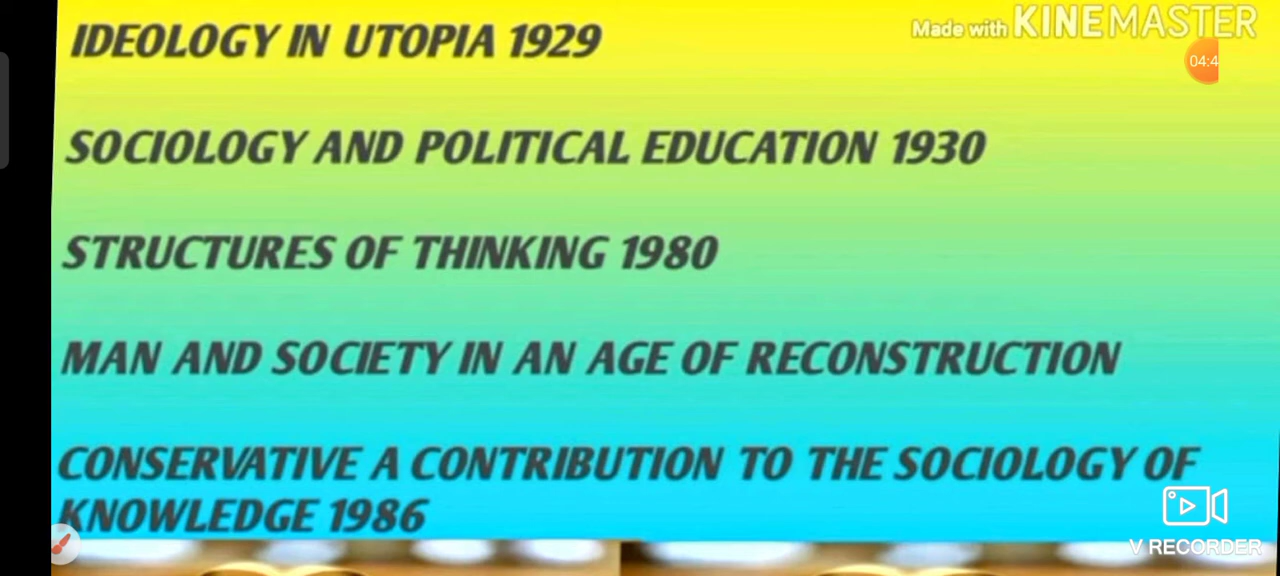 IDEOLOGY IN UTOPIA 1929
Made with KINEMASTER
04:4
SOCIOLOGY AND POLITICAL EDUCATION 1930
STRUCTURES OF THINKING 1980
MAN AND SOCIETY IN AN AGE OF RECONSTRUCTION
CONSERVATIVE A CONTRIBUTION TO THE SOCIOLOGY OF
KNOWLEDGE 1986
V RECORDER